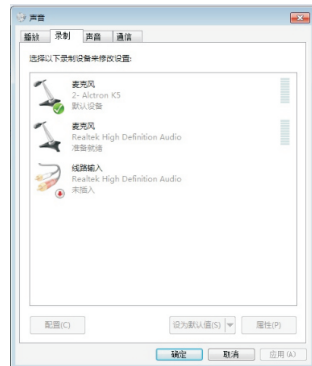 声音
播放 录制 声音 通信
选择以下录制设备来修改设置:
麦克风
2- Alctron K5
默认设备
麦克风
Realtek High Definition Audio
准备就绪
线路输入
Realtek High Definition Audio
未插入
配置(C) 设为默认值(S) 属性(P)
确定 取消 应用(A)